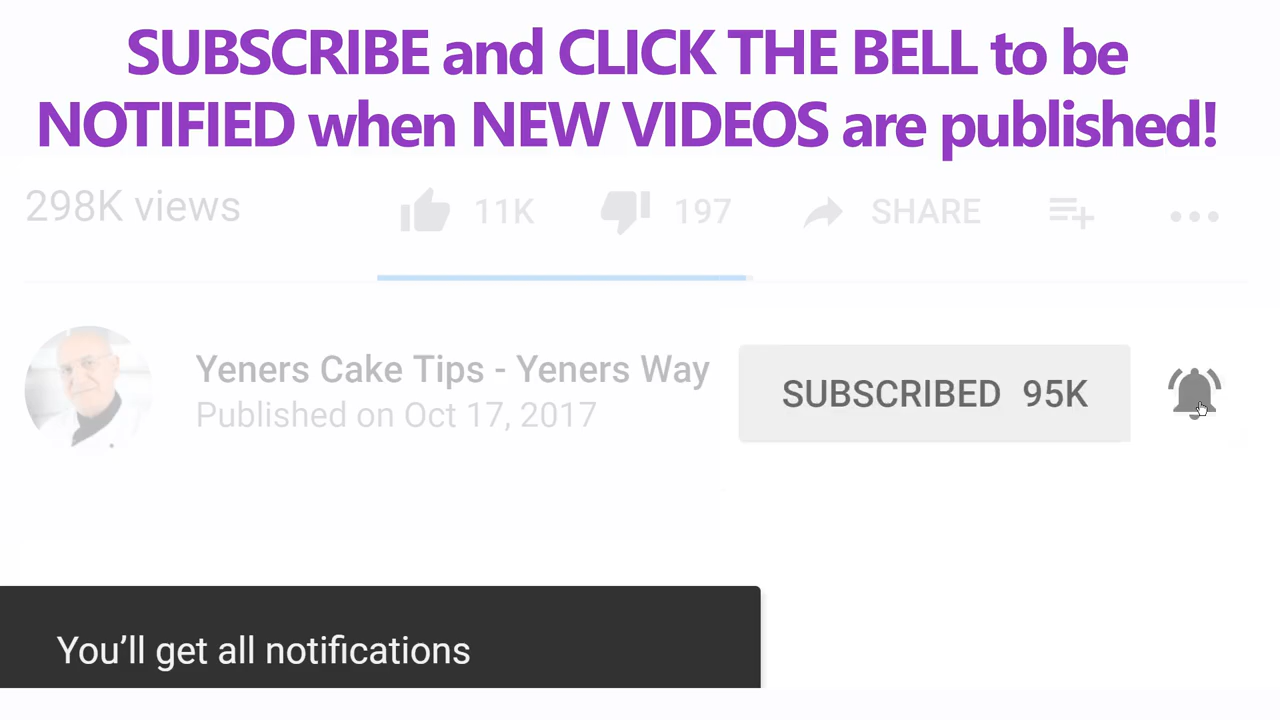 SUBSCRIBE and CLICK THE BELL to be
NOTIFIED when NEW VIDEOS are published!
298K views 11K 197 SHARE
Yeners Cake Tips - Yeners Way
Published on Oct 17, 2017
SUBSCRIBED 95K
You’ll get all notifications